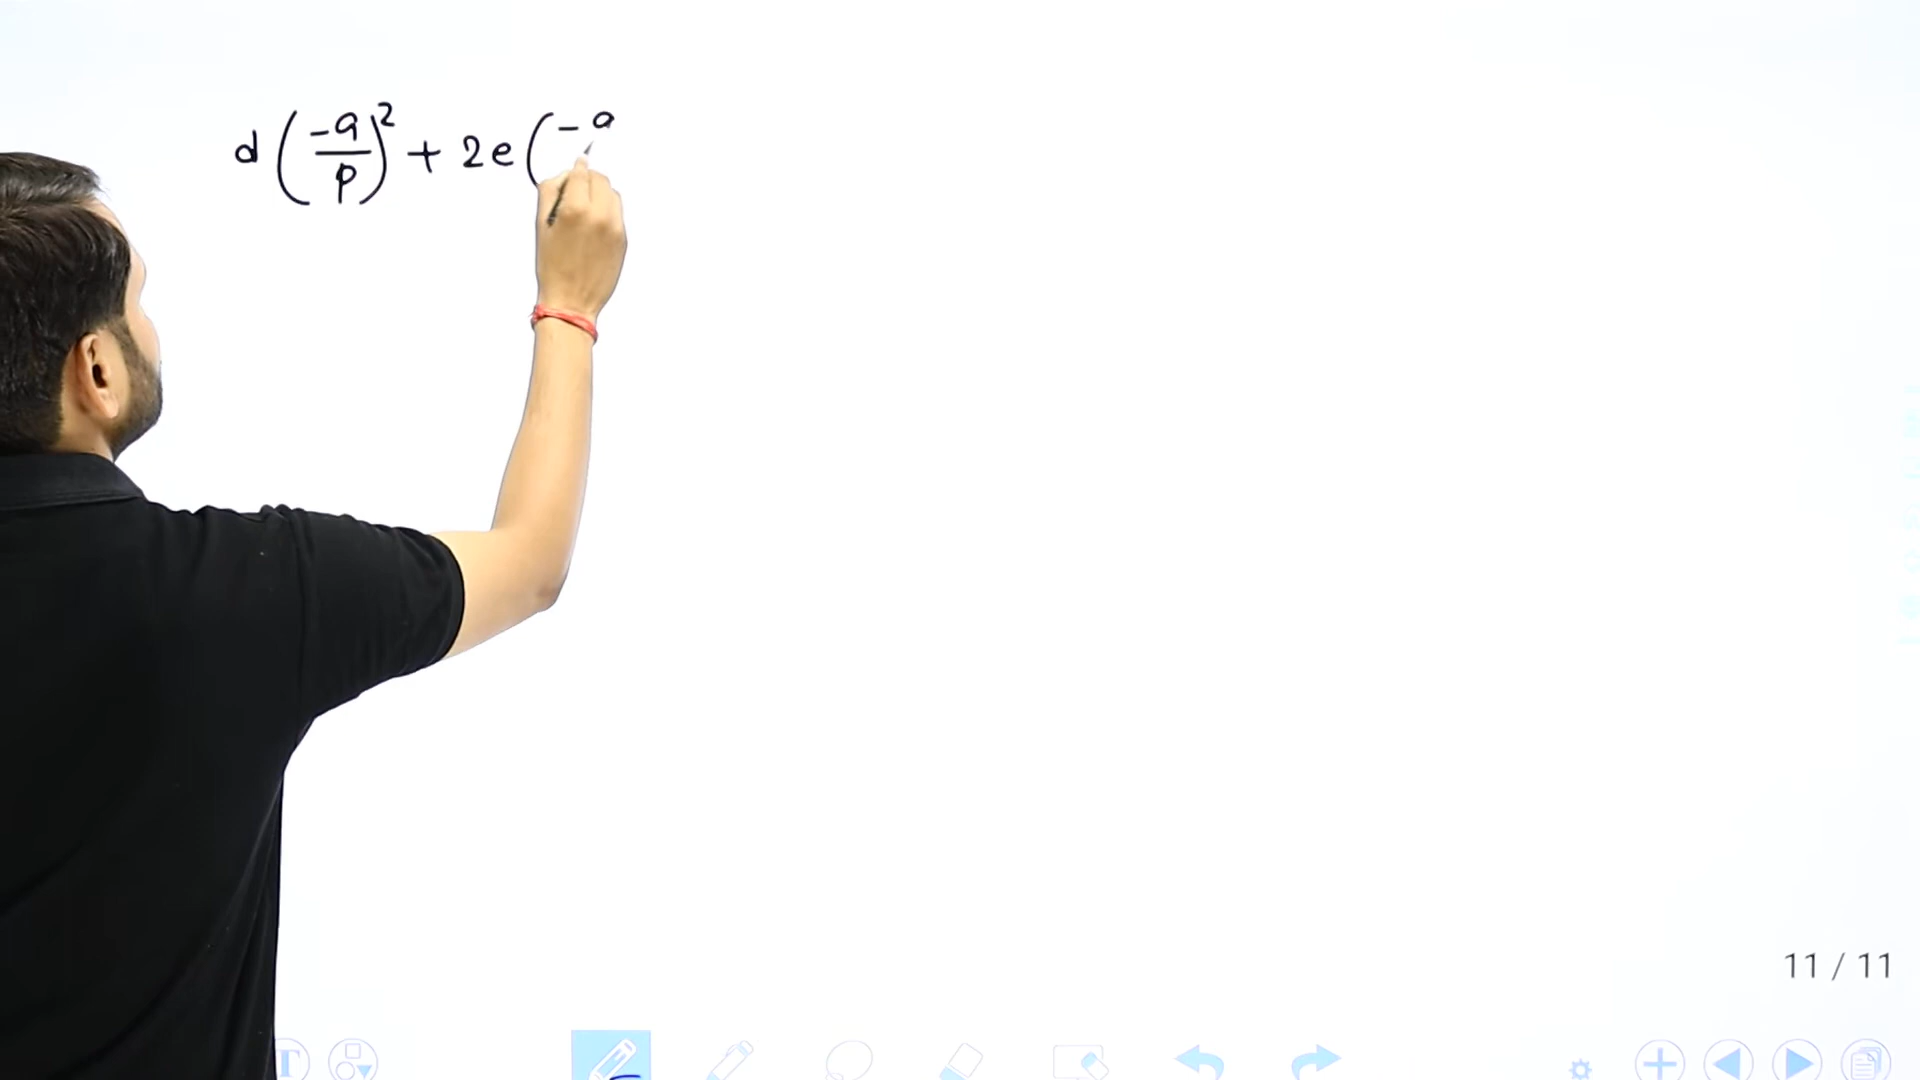 d (-a/p)² + 2e (-a
11 / 11
T